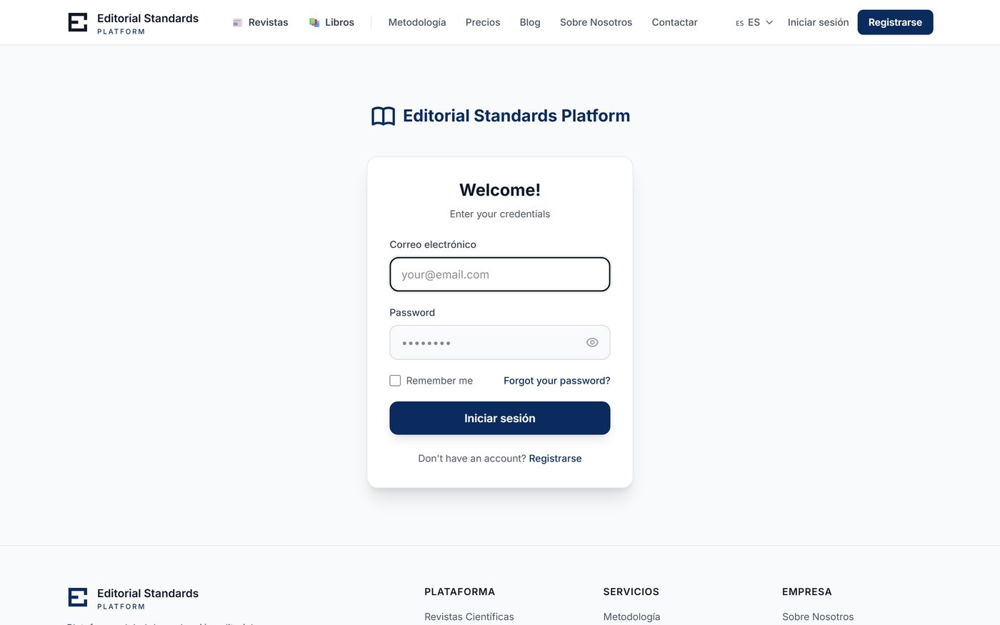 Editorial Standards
PLATFORM
Revistas
Libros
Metodología
Precios
Blog
Sobre Nosotros
Contactar
ES ES
Iniciar sesión
Registrarse
Editorial Standards Platform
Welcome!
Enter your credentials
Correo electrónico
your@email.com
Password
Remember me
Forgot your password?
Iniciar sesión
Don't have an account? Registrarse
Editorial Standards
PLATFORM
PLATAFORMA
Revistas Científicas
SERVICIOS
Metodología
EMPRESA
Sobre Nosotros